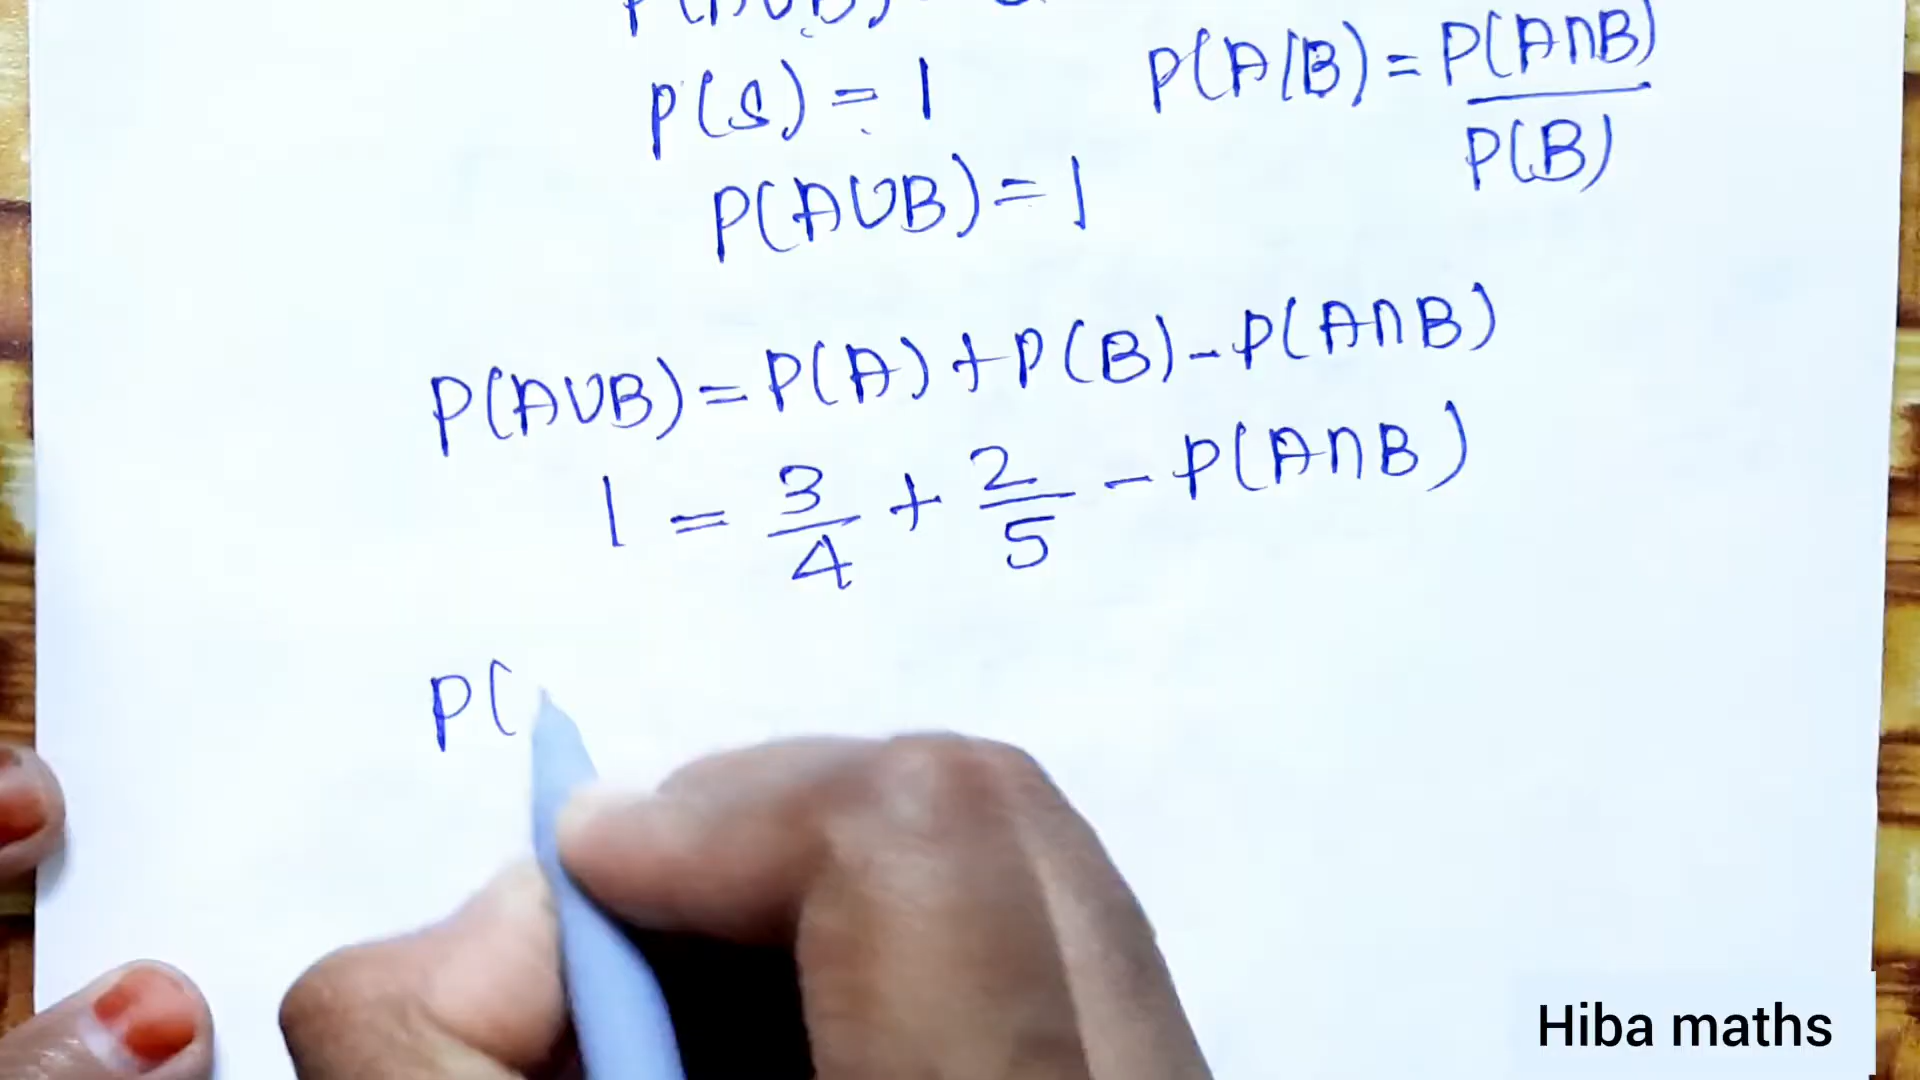 P(S) = 1
P(A/B) = P(A∩B) / P(B)
P(A∪B) = 1
P(A∪B) = P(A) + P(B) - P(A∩B)
1 = 3/4 + 2/5 - P(A∩B)
P(
Hiba maths